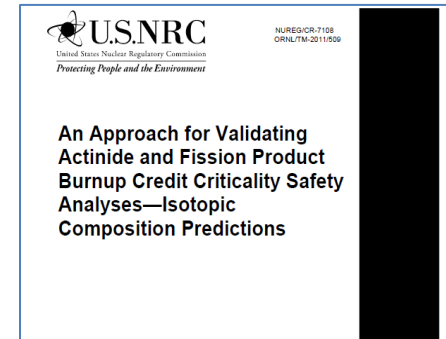 U.S.NRC
United States Nuclear Regulatory Commission
Protecting People and the Environment
NUREG/CR-7108
ORNL/TM-2011/509
An Approach for Validating
Actinide and Fission Product
Burnup Credit Criticality Safety
Analyses—Isotopic
Composition Predictions